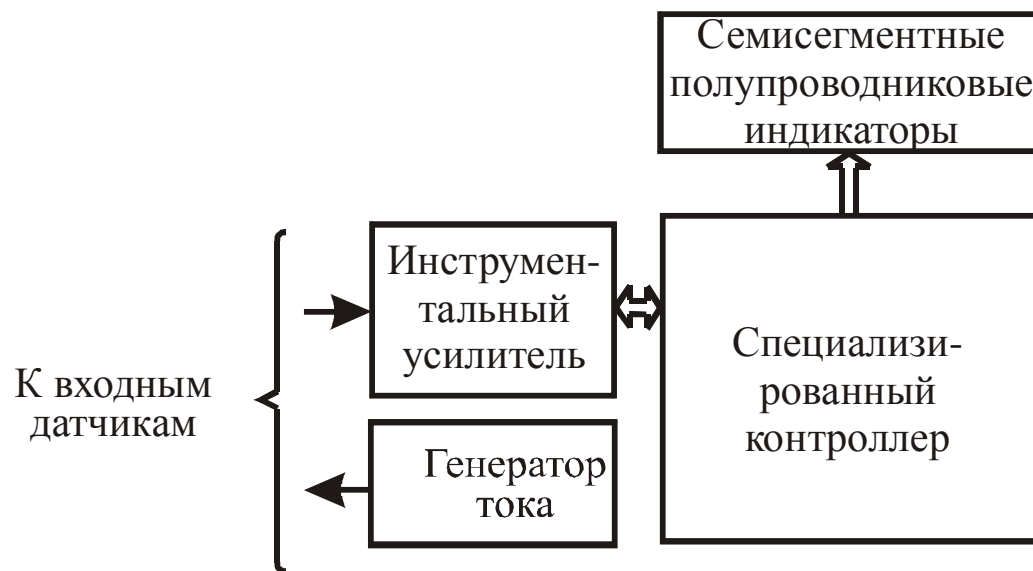 Семисегментные
полупроводниковые
индикаторы
Инструмен-
тальный
усилитель
Специализи-
рованный
контроллер
К входным
датчикам
Генератор
тока